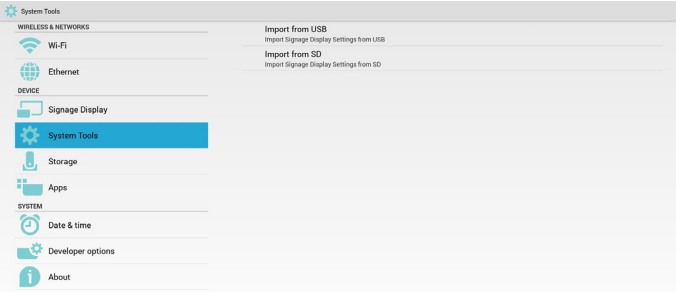 System Tools
WIRELESS & NETWORKS
Wi-Fi
Ethernet
DEVICE
Signage Display
System Tools
Storage
Apps
SYSTEM
Date & time
Developer options
About
Import from USB
Import Signage Display Settings from USB
Import from SD
Import Signage Display Settings from SD